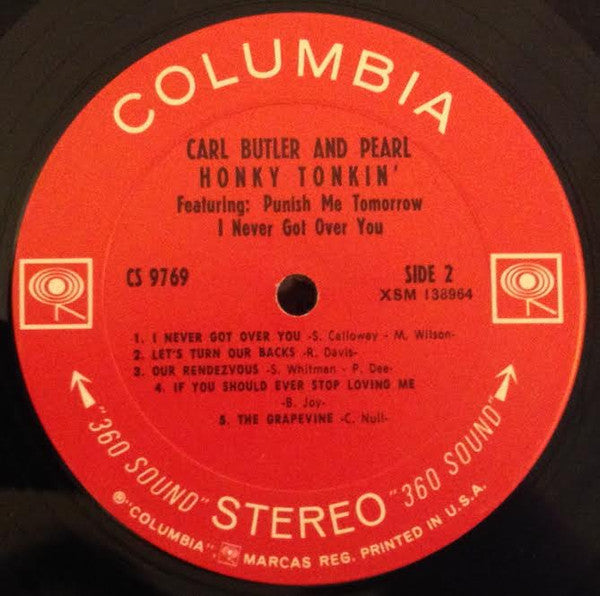 COLUMBIA
CARL BUTLER AND PEARL
HONKY TONKIN'
Featuring: Punish Me Tomorrow
I Never Got Over You
CS 9769
SIDE 2
XSM 138964
1. I NEVER GOT OVER YOU -S. Calloway - M. Wilson-
2. LET'S TURN OUR BACKS -R. Davis-
3. OUR RENDEZVOUS -S. Whitman - P. Dee-
4. IF YOU SHOULD EVER STOP LOVING ME
-B. Joy-
5. THE GRAPEVINE -C. Null-
"360 SOUND" STEREO "360 SOUND"
Ⓡ "COLUMBIA", MARCAS REG. PRINTED IN U.S.A.